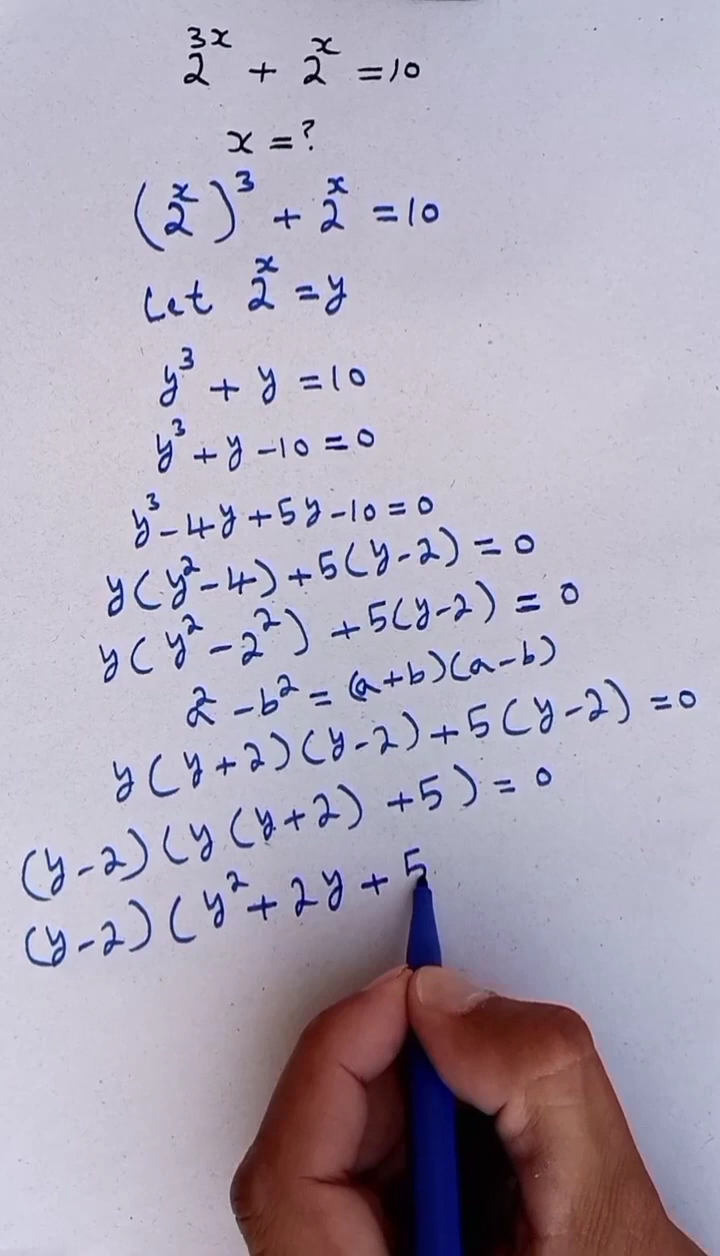 2^{3x} + 2^x = 10
x = ?
(2^x)^3 + 2^x = 10
Let 2^x = y
y^3 + y = 10
y^3 + y - 10 = 0
y^3 - 4y + 5y - 10 = 0
y(y^2 - 4) + 5(y - 2) = 0
y(y^2 - 2^2) + 5(y - 2) = 0
a^2 - b^2 = (a + b)(a - b)
y(y + 2)(y - 2) + 5(y - 2) = 0
(y - 2)(y(y + 2) + 5) = 0
(y - 2)(y^2 + 2y + 5